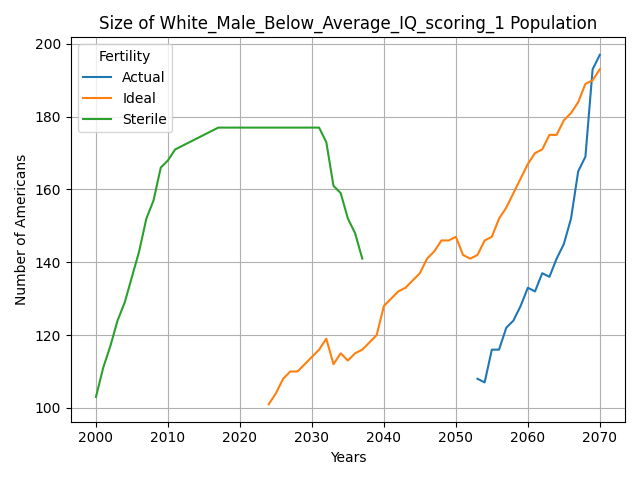 Size of White_Male_Below_Average_IQ_scoring_1 Population
Fertility
Actual
Ideal
Sterile
Number of Americans
200
180
160
140
120
100
2000 2010 2020 2030 2040 2050 2060 2070
Years